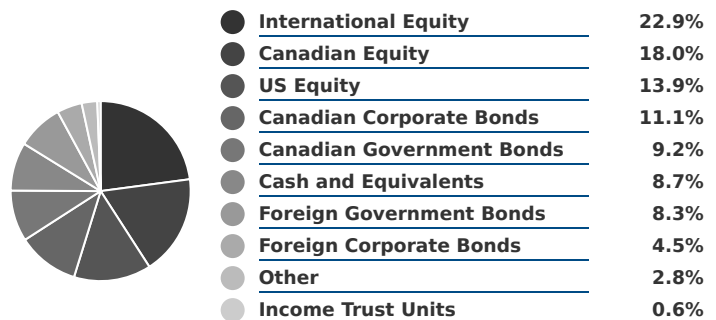 International Equity 22.9%
Canadian Equity 18.0%
US Equity 13.9%
Canadian Corporate Bonds 11.1%
Canadian Government Bonds 9.2%
Cash and Equivalents 8.7%
Foreign Government Bonds 8.3%
Foreign Corporate Bonds 4.5%
Other 2.8%
Income Trust Units 0.6%